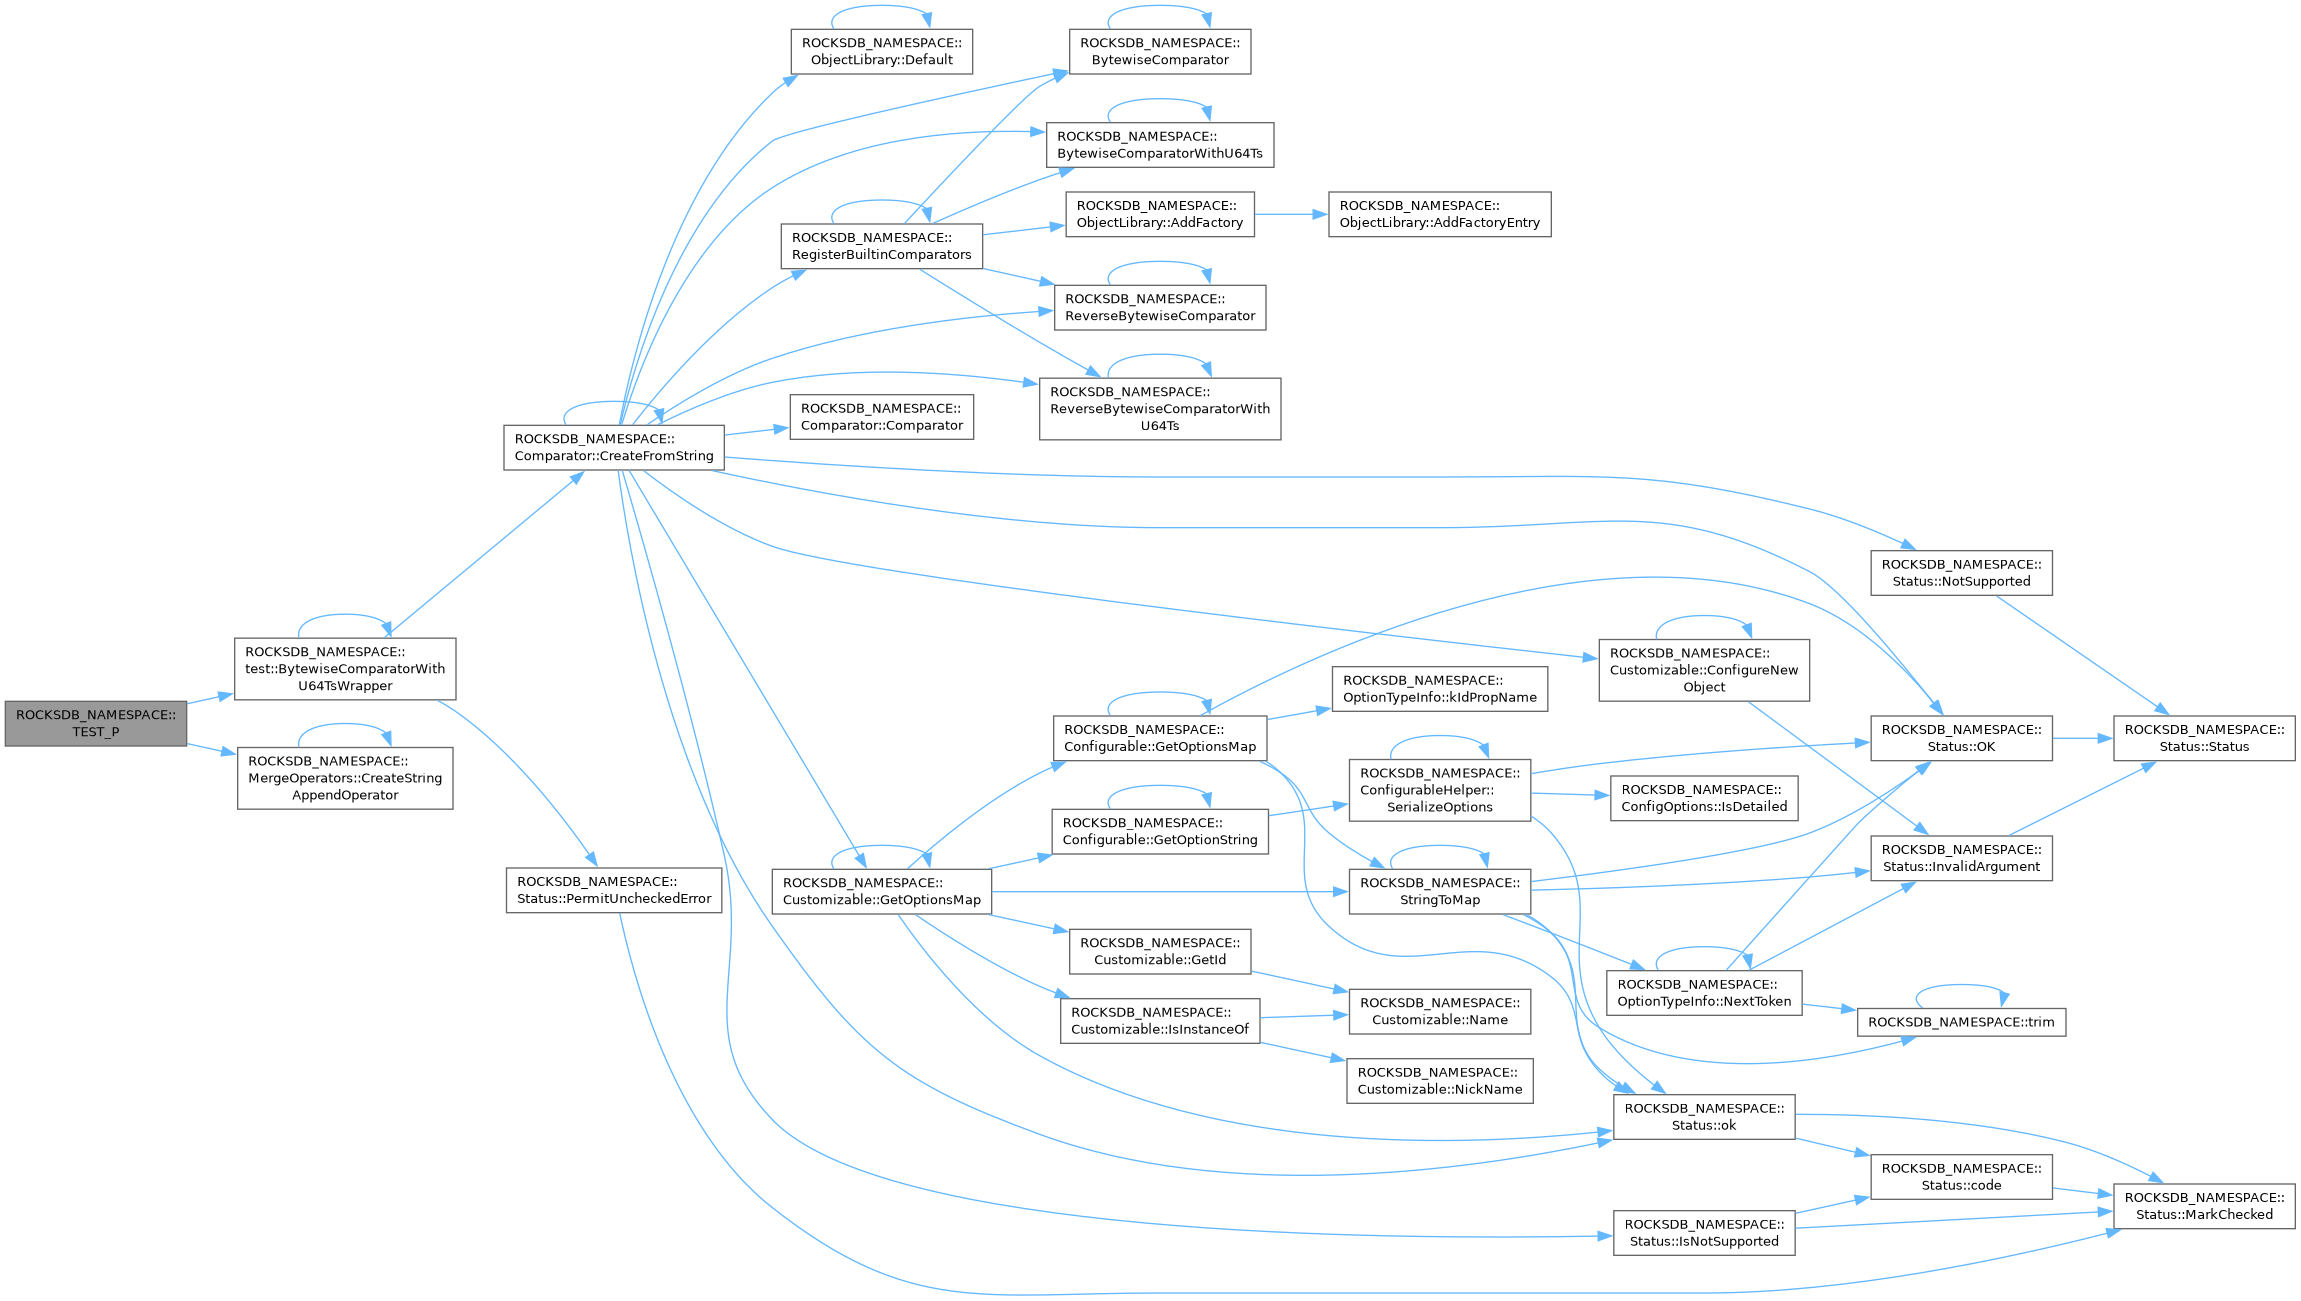 ROCKSDB_NAMESPACE::
TEST_P
ROCKSDB_NAMESPACE::
test::BytewiseComparatorWith
U64TsWrapper
ROCKSDB_NAMESPACE::
MergeOperators::CreateString
AppendOperator
ROCKSDB_NAMESPACE::
Comparator::CreateFromString
ROCKSDB_NAMESPACE::
Status::PermitUncheckedError
ROCKSDB_NAMESPACE::
ObjectLibrary::Default
ROCKSDB_NAMESPACE::
RegisterBuiltinComparators
ROCKSDB_NAMESPACE::
Comparator::Comparator
ROCKSDB_NAMESPACE::
Customizable::GetOptionsMap
ROCKSDB_NAMESPACE::
BytewiseComparator
ROCKSDB_NAMESPACE::
BytewiseComparatorWithU64Ts
ROCKSDB_NAMESPACE::
ObjectLibrary::AddFactory
ROCKSDB_NAMESPACE::
ReverseBytewiseComparator
ROCKSDB_NAMESPACE::
ReverseBytewiseComparatorWith
U64Ts
ROCKSDB_NAMESPACE::
Configurable::GetOptionsMap
ROCKSDB_NAMESPACE::
Configurable::GetOptionString
ROCKSDB_NAMESPACE::
Customizable::GetId
ROCKSDB_NAMESPACE::
Customizable::IsInstanceOf
ROCKSDB_NAMESPACE::
ObjectLibrary::AddFactoryEntry
ROCKSDB_NAMESPACE::
OptionTypeInfo::kIdPropName
ROCKSDB_NAMESPACE::
ConfigurableHelper::
SerializeOptions
ROCKSDB_NAMESPACE::
StringToMap
ROCKSDB_NAMESPACE::
Customizable::Name
ROCKSDB_NAMESPACE::
Customizable::NickName
ROCKSDB_NAMESPACE::
Customizable::ConfigureNew
Object
ROCKSDB_NAMESPACE::
ConfigOptions::IsDetailed
ROCKSDB_NAMESPACE::
OptionTypeInfo::NextToken
ROCKSDB_NAMESPACE::
Status::ok
ROCKSDB_NAMESPACE::
Status::IsNotSupported
ROCKSDB_NAMESPACE::
Status::NotSupported
ROCKSDB_NAMESPACE::
Status::OK
ROCKSDB_NAMESPACE::
Status::InvalidArgument
ROCKSDB_NAMESPACE::trim
ROCKSDB_NAMESPACE::
Status::code
ROCKSDB_NAMESPACE::
Status::Status
ROCKSDB_NAMESPACE::
Status::MarkChecked